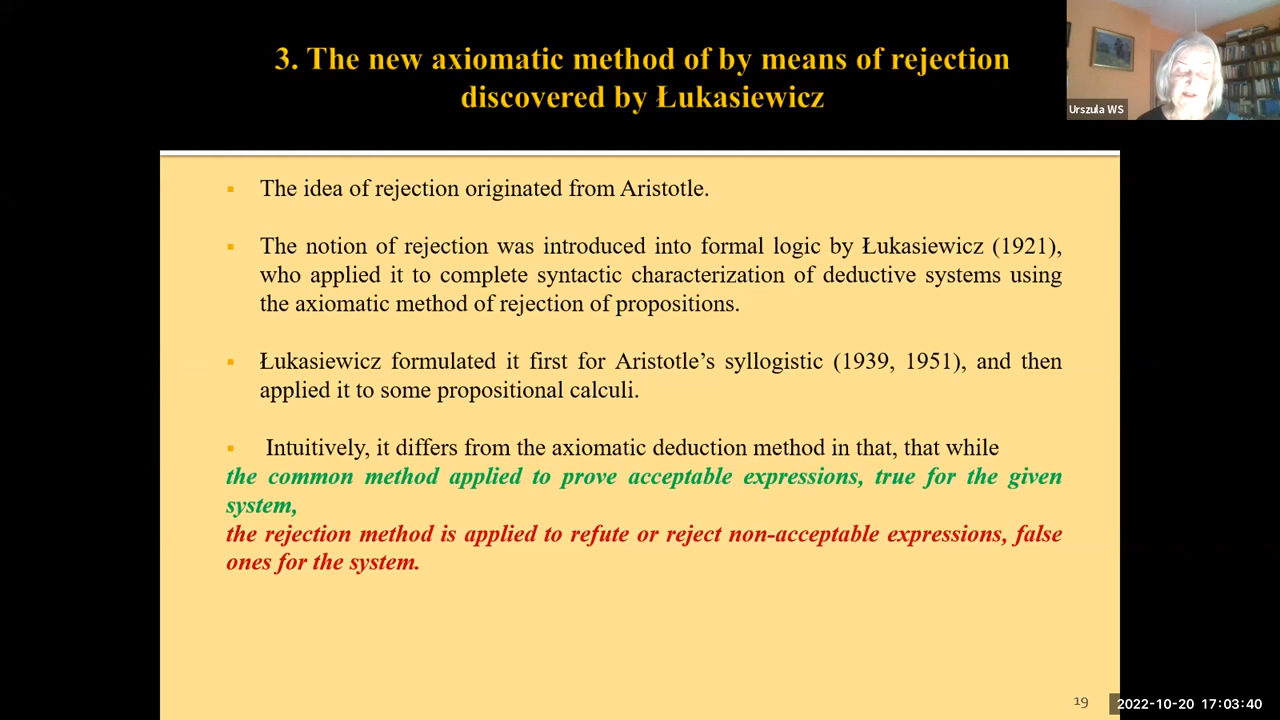 3. The new axiomatic method of by means of rejection
discovered by Łukasiewicz
Urszula WS
The idea of rejection originated from Aristotle.
The notion of rejection was introduced into formal logic by Łukasiewicz (1921),
who applied it to complete syntactic characterization of deductive systems using
the axiomatic method of rejection of propositions.
Łukasiewicz formulated it first for Aristotle’s syllogistic (1939, 1951), and then
applied it to some propositional calculi.
Intuitively, it differs from the axiomatic deduction method in that, that while
the common method applied to prove acceptable expressions, true for the given
system,
the rejection method is applied to refute or reject non-acceptable expressions, false
ones for the system.
19
2022-10-20 17:03:40